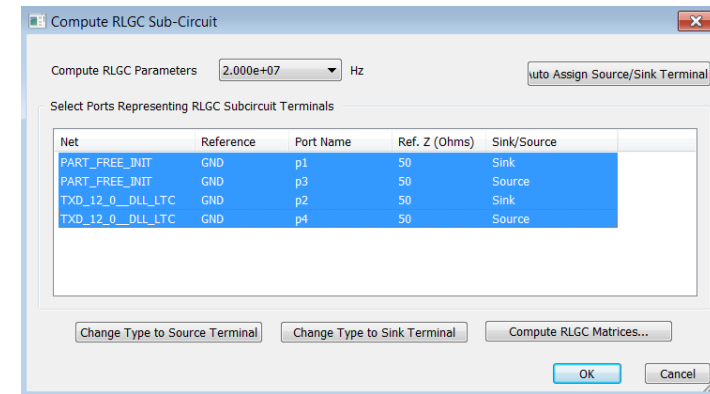 Compute RLGC Sub-Circuit
Compute RLGC Parameters 2.000e+07 Hz
uto Assign Source/Sink Terminal
Select Ports Representing RLGC Subcircuit Terminals
Net Reference Port Name Ref. Z (Ohms) Sink/Source
PART_FREE_INIT GND p1 50 Sink
PART_FREE_INIT GND p3 50 Source
TXD_12_0__DLL_LTC GND p2 50 Sink
TXD_12_0__DLL_LTC GND p4 50 Source
Change Type to Source Terminal Change Type to Sink Terminal Compute RLGC Matrices...
OK Cancel